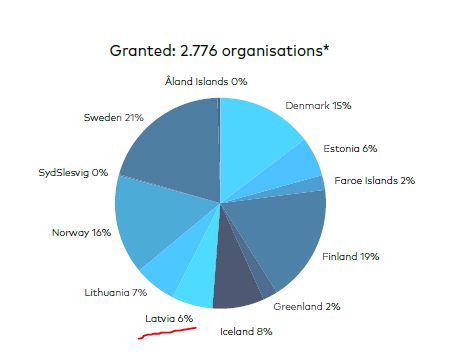 Granted: 2.776 organisations*
Åland Islands 0%
Denmark 15%
Estonia 6%
Faroe Islands 2%
Finland 19%
Greenland 2%
Iceland 8%
Latvia 6%
Lithuania 7%
Norway 16%
SydSlesvig 0%
Sweden 21%